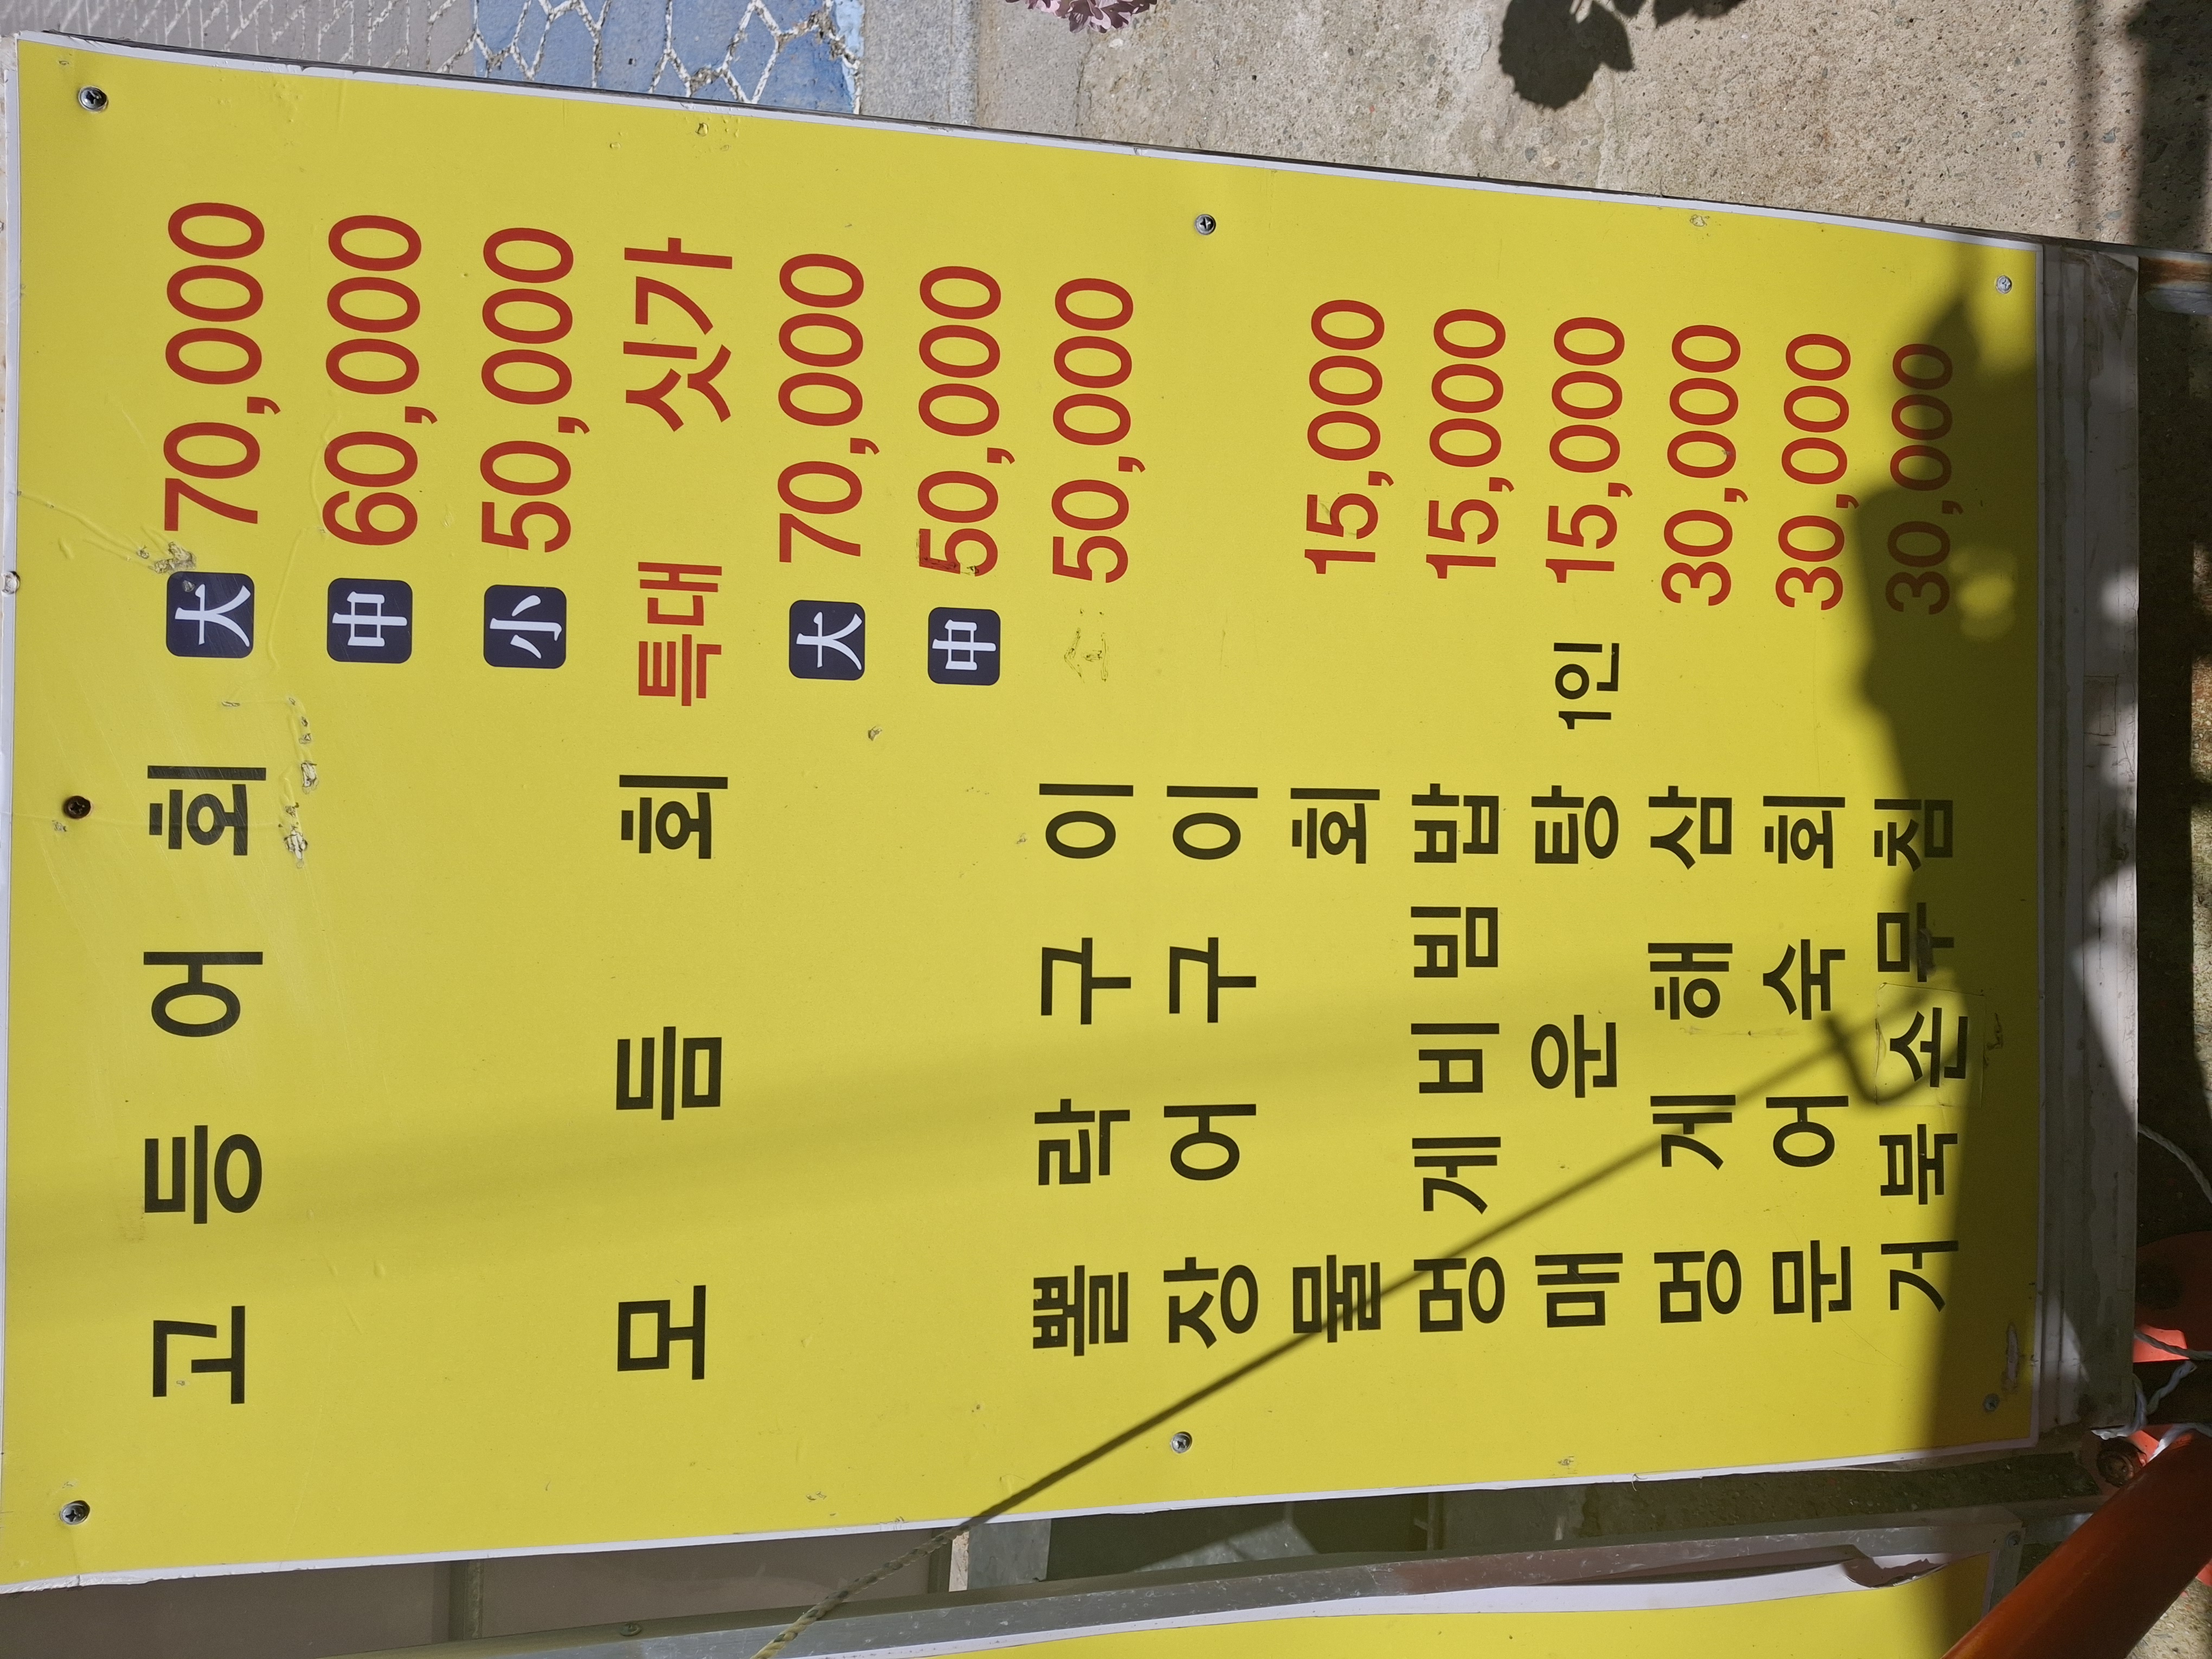 고등어회 大 70,000
中 60,000
小 50,000
모듬회 특대 싯가
大 70,000
中 50,000
뽈락구이 50,000
장어구이
물회 15,000
멍게비빔밥 15,000
매운탕 1인 15,000
멍게해삼 30,000
문어숙회 30,000
거북손무침 30,000